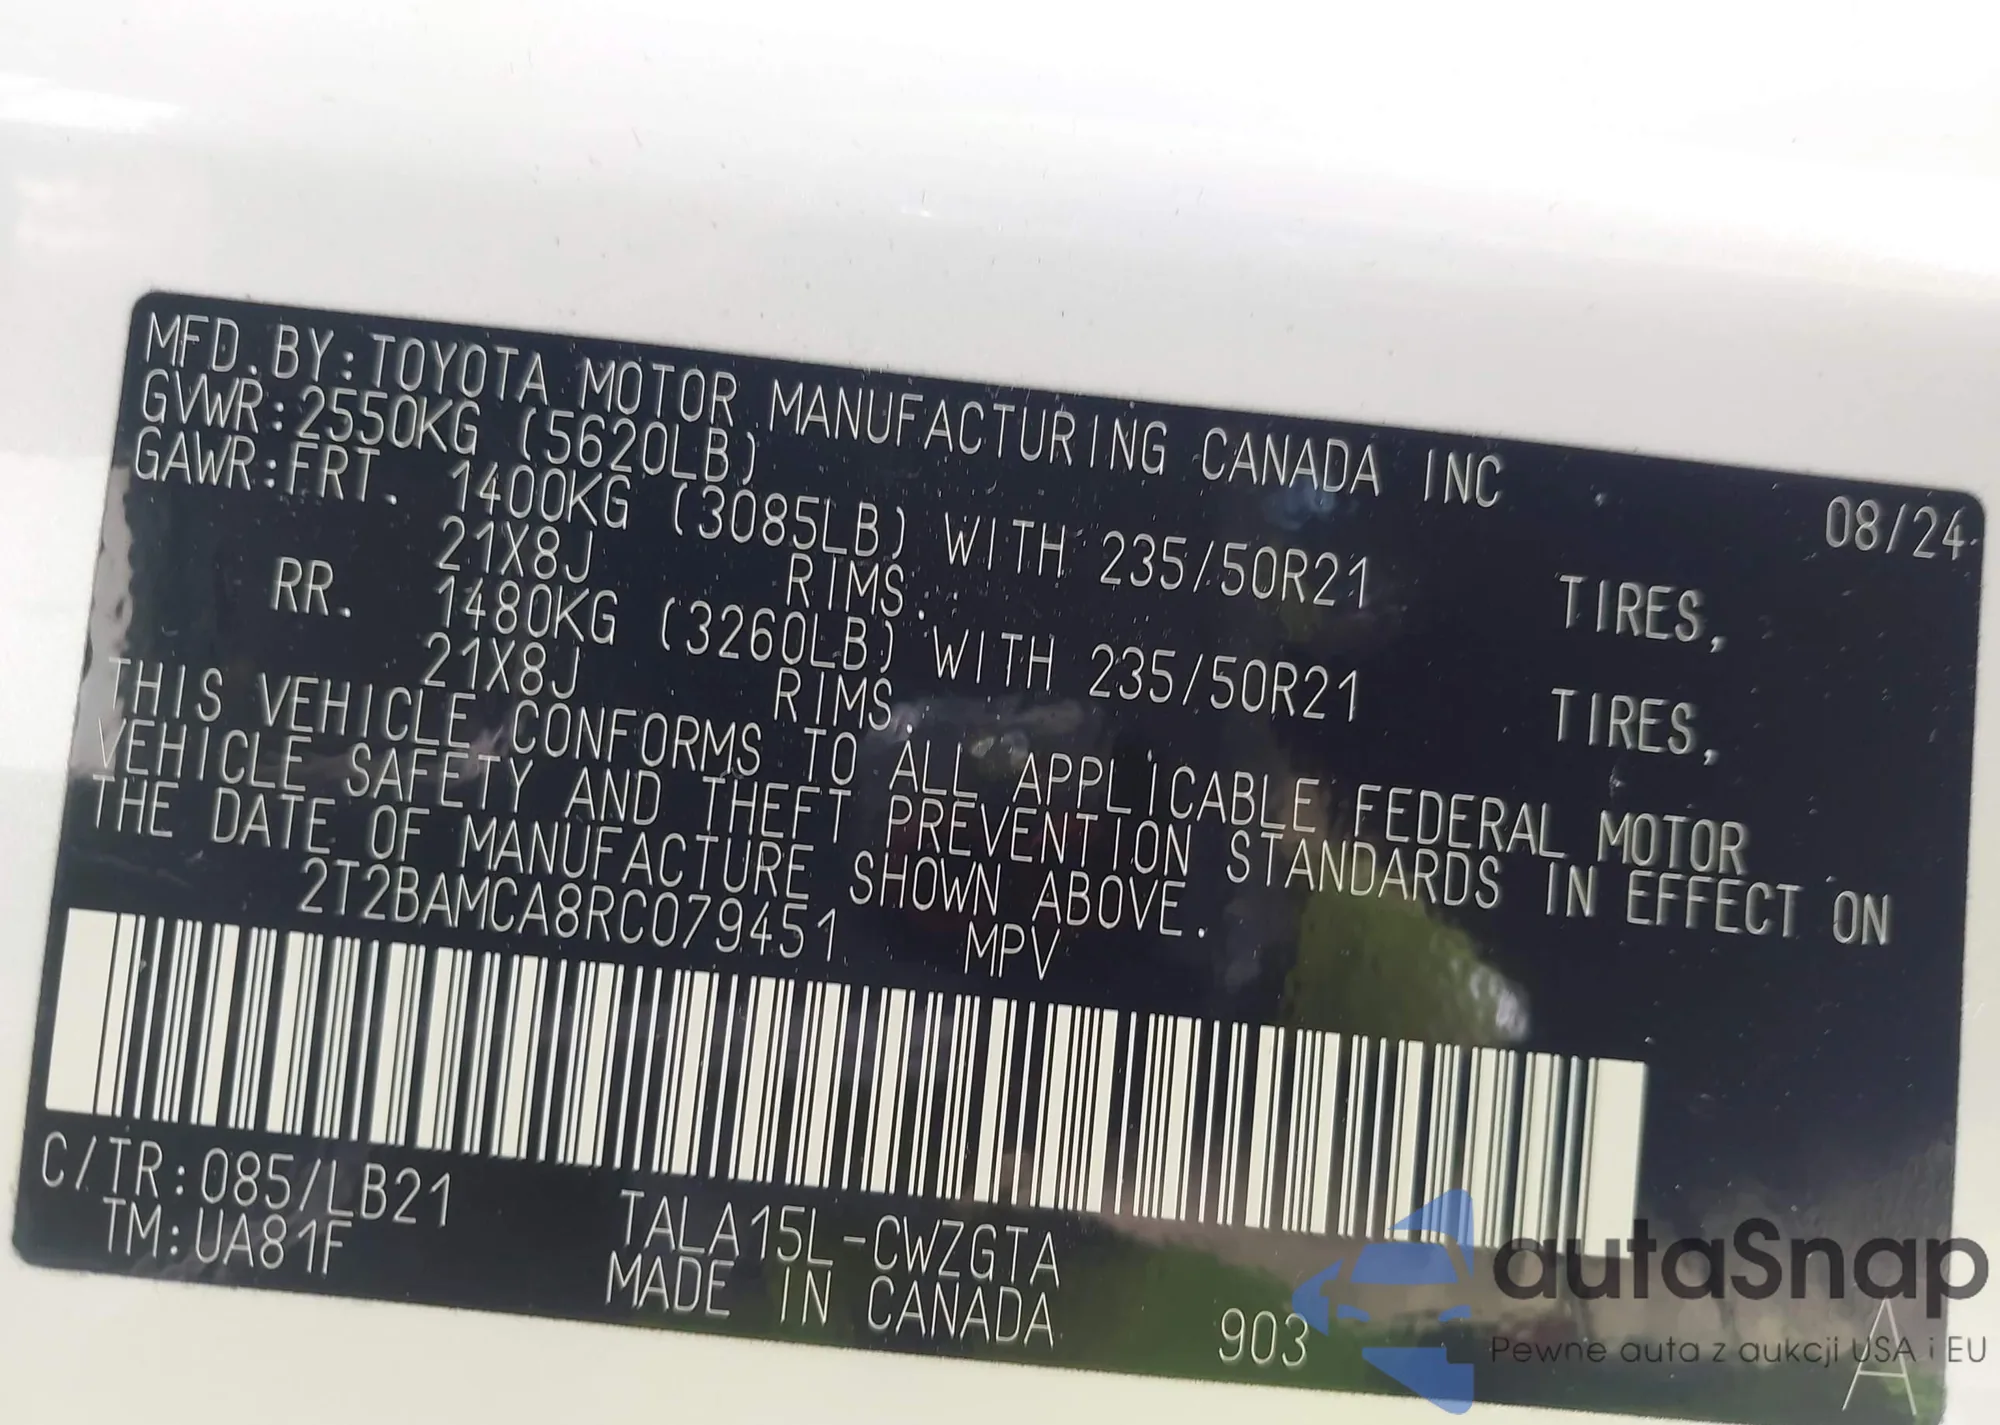 MFD.BY:TOYOTA MOTOR MANUFACTURING CANADA INC 08/24
GVWR:2550KG (5620LB)
GAWR:FRT. 1400KG (3085LB) WITH 235/50R21 TIRES,
21X8J RIMS.
RR. 1480KG (3260LB) WITH 235/50R21 TIRES,
21X8J RIMS.
THIS VEHICLE CONFORMS TO ALL APPLICABLE FEDERAL MOTOR
VEHICLE SAFETY AND THEFT PREVENTION STANDARDS IN EFFECT ON
THE DATE OF MANUFACTURE SHOWN ABOVE.
2T2BAMCA8RC079451 MPV
C/TR:085/LB21 TALA15L-CWZGTA
TM:UA81F MADE IN CANADA 903 A
autaSnap
Pewne auta z aukcji USA i EU